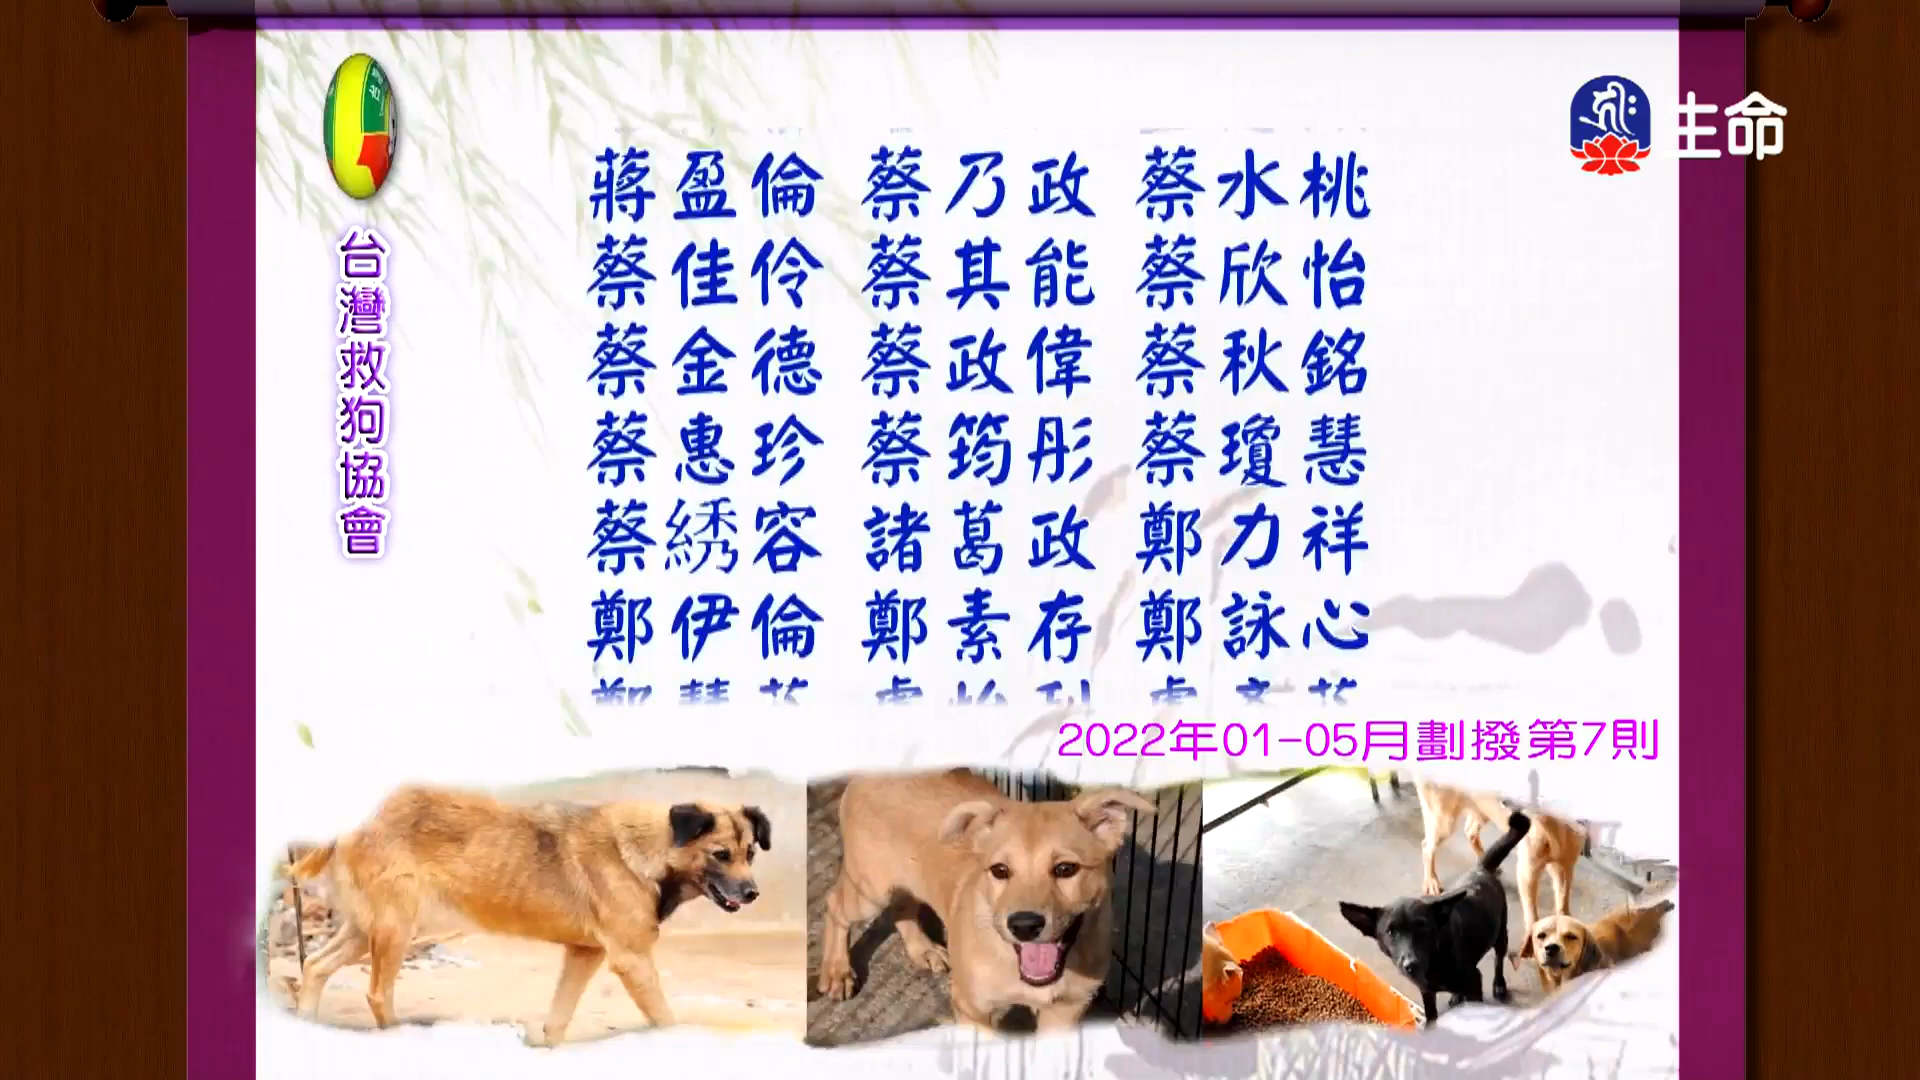 生命
台灣救狗協會
蔣盈倫 蔡乃政 蔡水桃
蔡佳伶 蔡其能 蔡欣怡
蔡金德 蔡政偉 蔡秋銘
蔡惠珍 蔡筠彤 蔡瓊慧
蔡綉容 諸葛政 鄭力祥
鄭伊倫 鄭素存 鄭詠心
2022年01-05月劃撥第7則